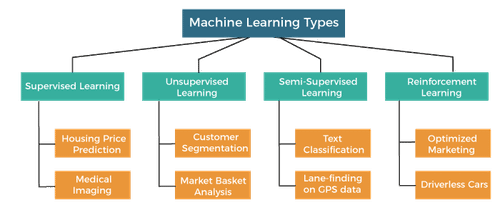 Machine Learning Types
Supervised Learning
Unsupervised
Learning
Semi-Supervised
Learning
Reinforcement
Learning
Housing Price
Prediction
Customer
Segmentation
Text
Classification
Optimized
Marketing
Medical
Imaging
Market Basket
Analysis
Lane-finding
on GPS data
Driverless Cars